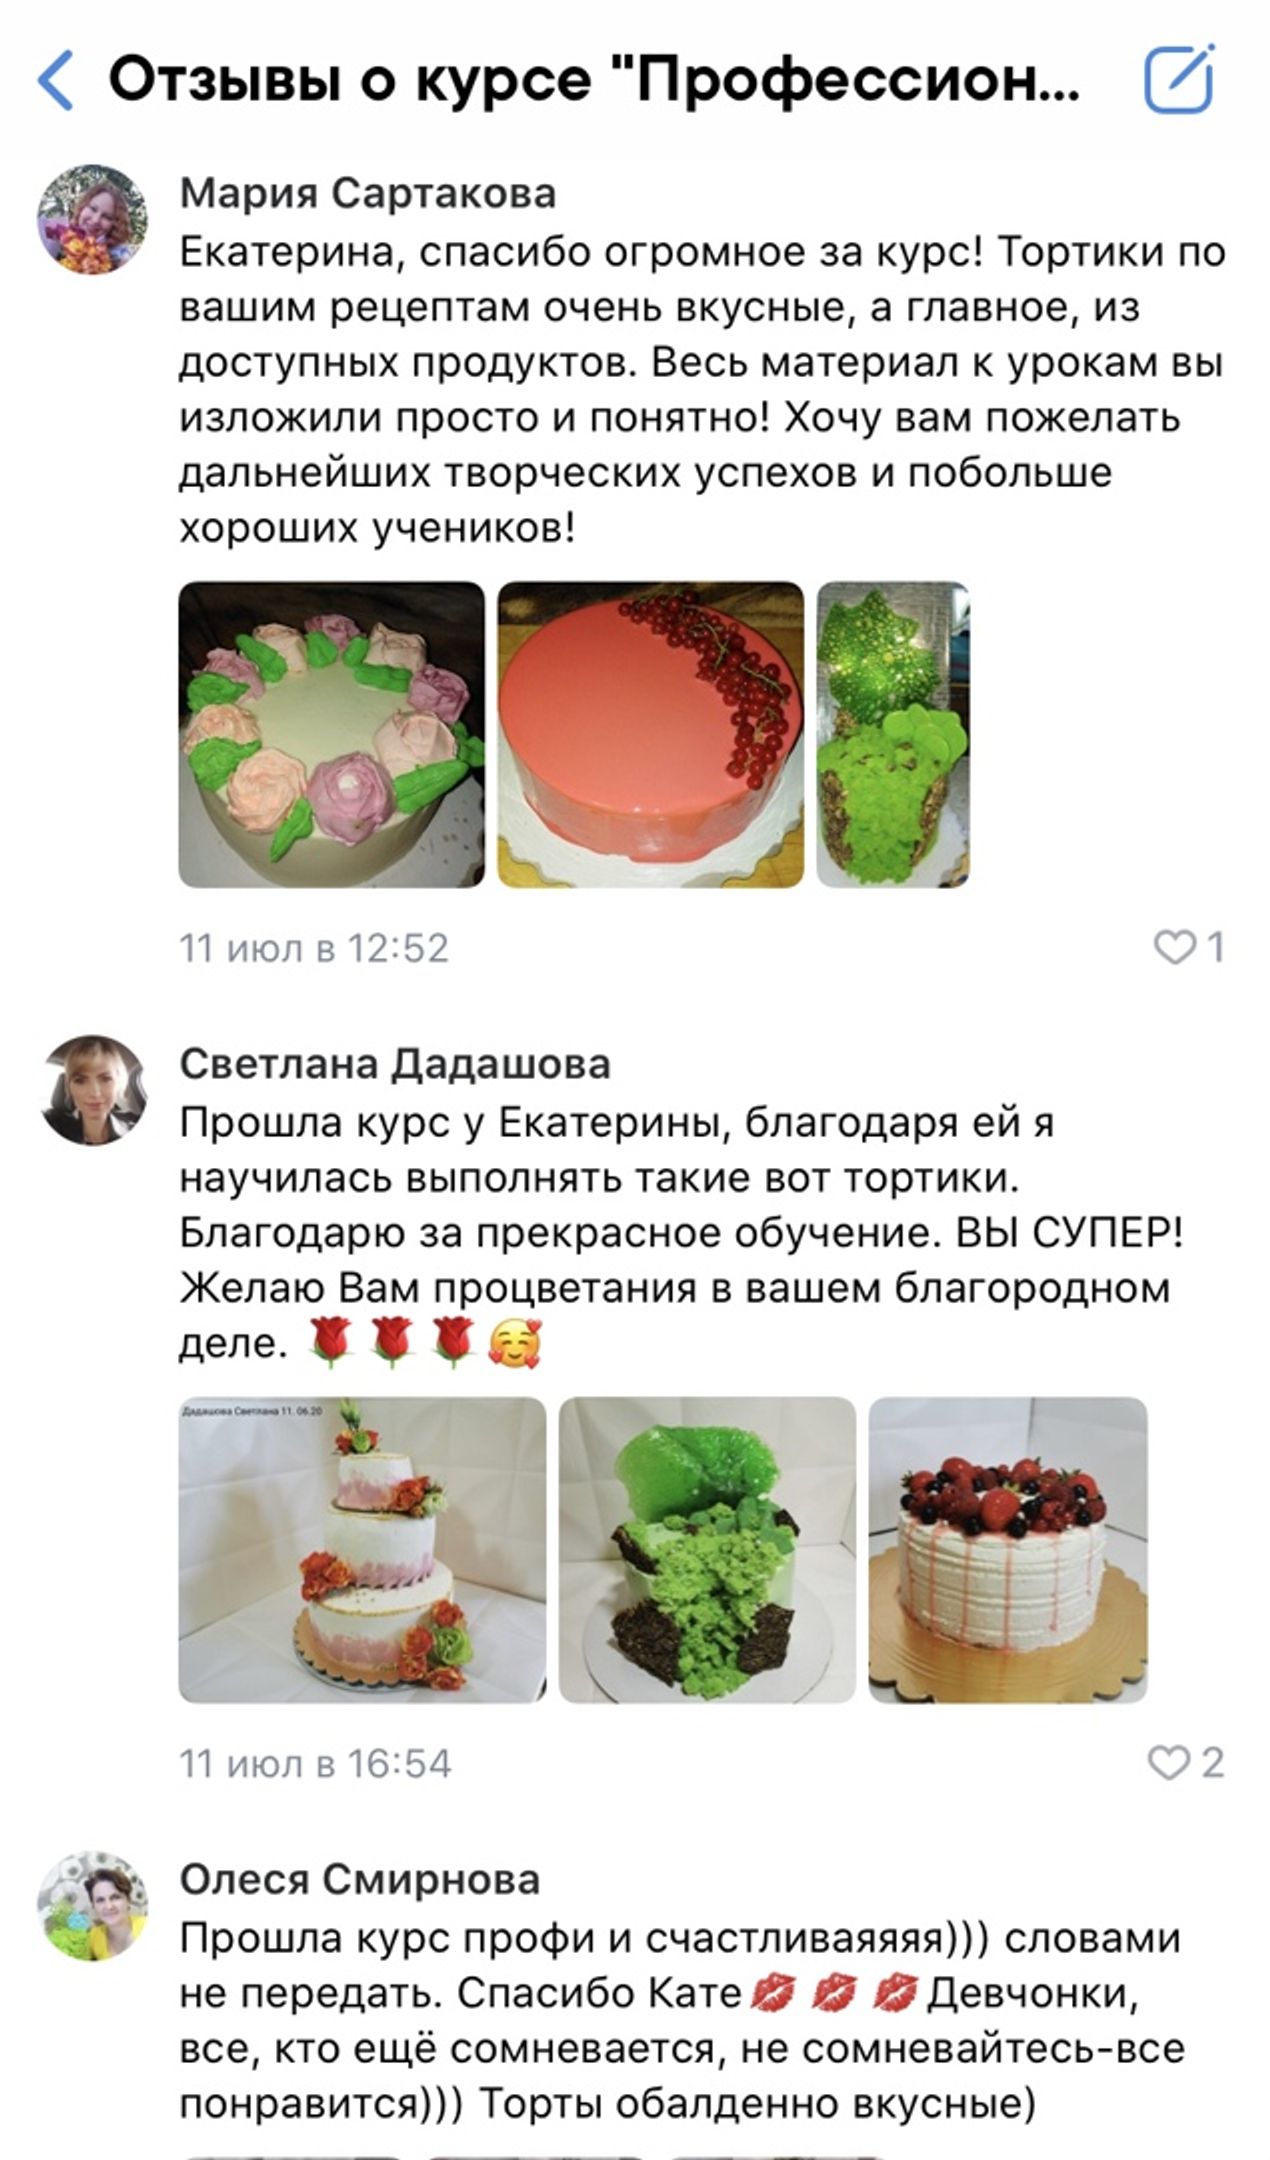 Отзывы о курсе "Профессион...
Мария Сартакова
Екатерина, спасибо огромное за курс! Тортики по
вашим рецептам очень вкусные, а главное, из
доступных продуктов. Весь материал к урокам вы
изложили просто и понятно! Хочу вам пожелать
дальнейших творческих успехов и побольше
хороших учеников!
11 июл в 12:52
1
Светлана Дадашова
Прошла курс у Екатерины, благодаря ей я
научилась выполнять такие вот тортики.
Благодарю за прекрасное обучение. ВЫ СУПЕР!
Желаю Вам процветания в вашем благородном
деле. 🌹🌹🌹🥰
Дадашова Светлана 11. 06.20
11 июл в 16:54
2
Олеся Смирнова
Прошла курс профи и счастливаяяяя))) словами
не передать. Спасибо Кате💋💋💋Девчонки,
все, кто ещё сомневается, не сомневайтесь-все
понравится))) Торты обалденно вкусные)